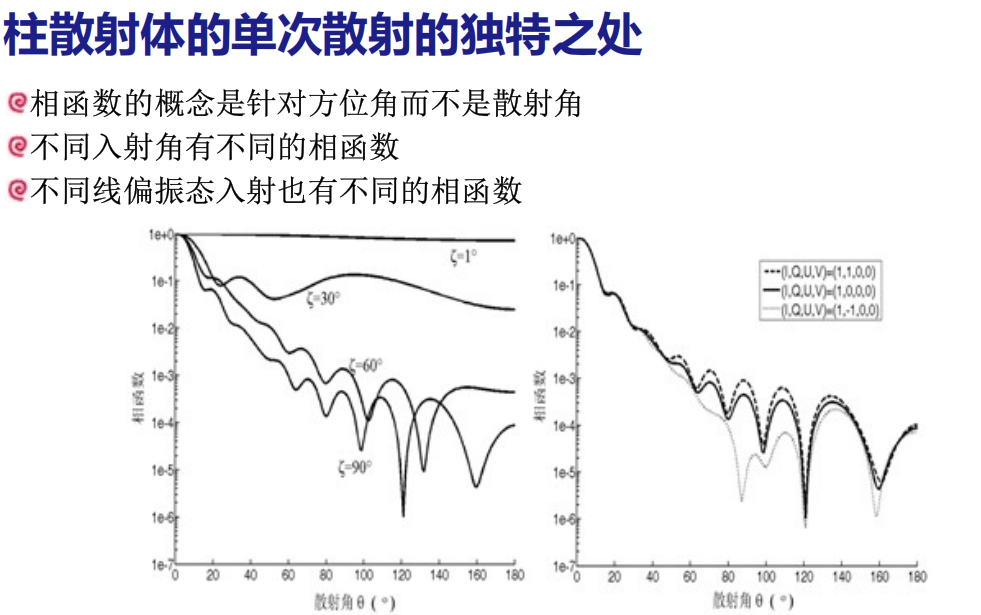 柱散射体的单次散射的独特之处
相函数的概念是针对方位角而不是散射角
不同入射角有不同的相函数
不同线偏振态入射也有不同的相函数
1e+0
1e-1
1e-2
1e-3
1e-4
1e-5
1e-6
1e-7
相函数
ζ=1°
ζ=30°
ζ=60°
ζ=90°
0 20 40 60 80 100 120 140 160 180
散射角 θ (°)
1e+0
1e-1
1e-2
1e-3
1e-4
1e-5
1e-6
1e-7
相函数
(I,Q,U,V)=(1,1,0,0)
(I,Q,U,V)=(1,0,0,0)
(I,Q,U,V)=(1,-1,0,0)
0 20 40 60 80 100 120 140 160 180
散射角 θ (°)